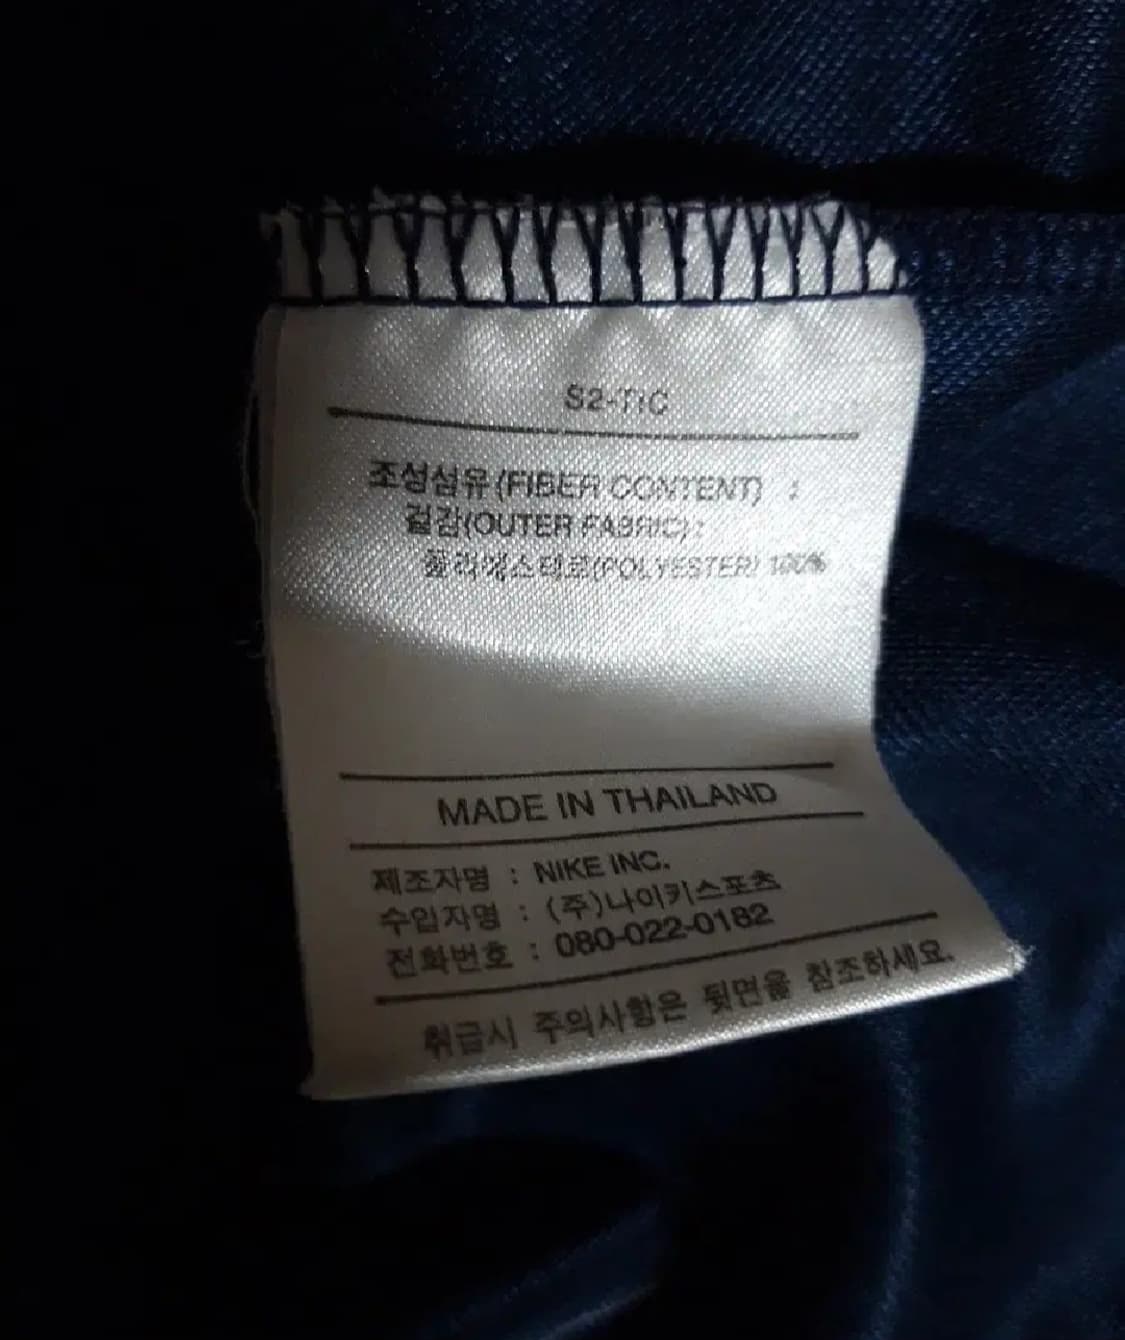 S2-TIC
조성섬유(FIBER CONTENT) :
겉감(OUTER FABRIC):
폴리에스테르(POLYESTER) 100%
MADE IN THAILAND
제조자명 : NIKE INC.
수입자명 : (주)나이키스포츠
전화번호 : 080-022-0182
취급시 주의사항은 뒷면을 참조하세요.